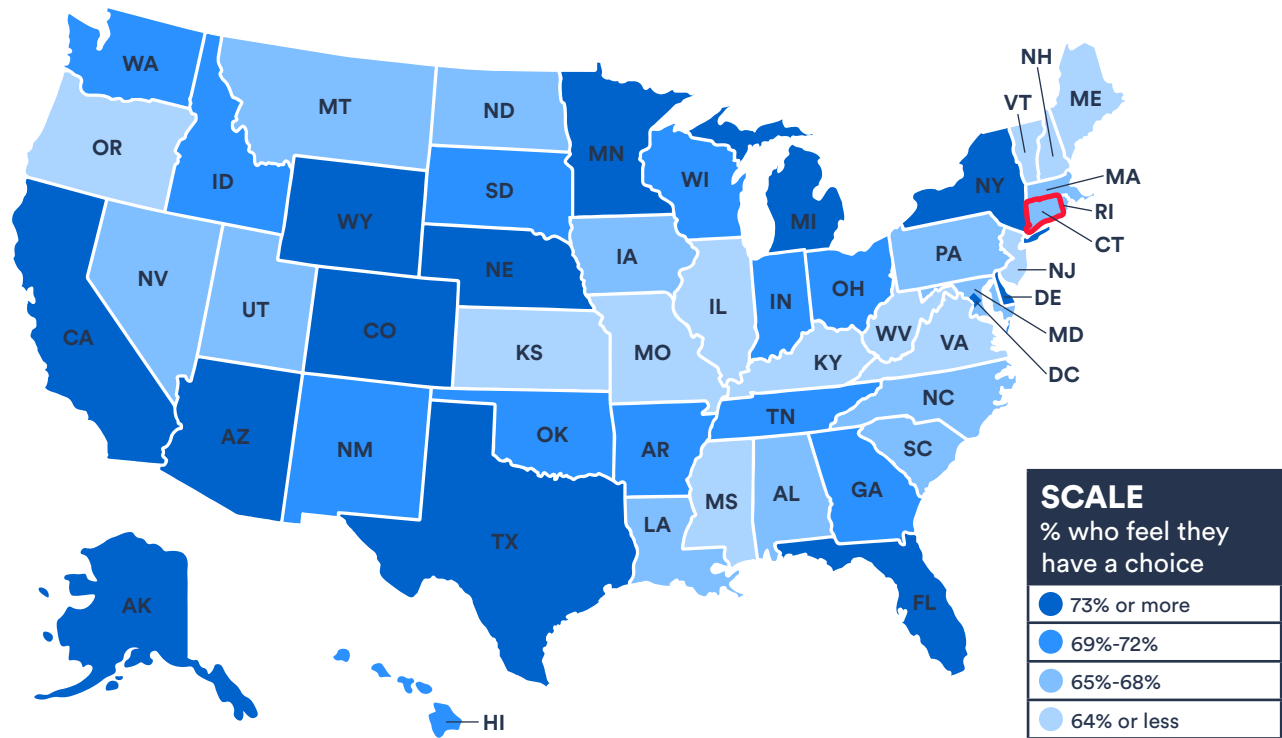 WA
MT
ND
OR
ID
SD
MN
WI
MI
NY
VT
NH
ME
MA
RI
CT
NJ
DE
MD
DC
WY
NE
IA
PA
NV
UT
CO
CA
KS
MO
IL
IN
OH
WV
VA
KY
AZ
NM
OK
AR
TN
NC
SC
TX
LA
MS
AL
GA
FL
AK
HI
SCALE
% who feel they
have a choice
73% or more
69%-72%
65%-68%
64% or less